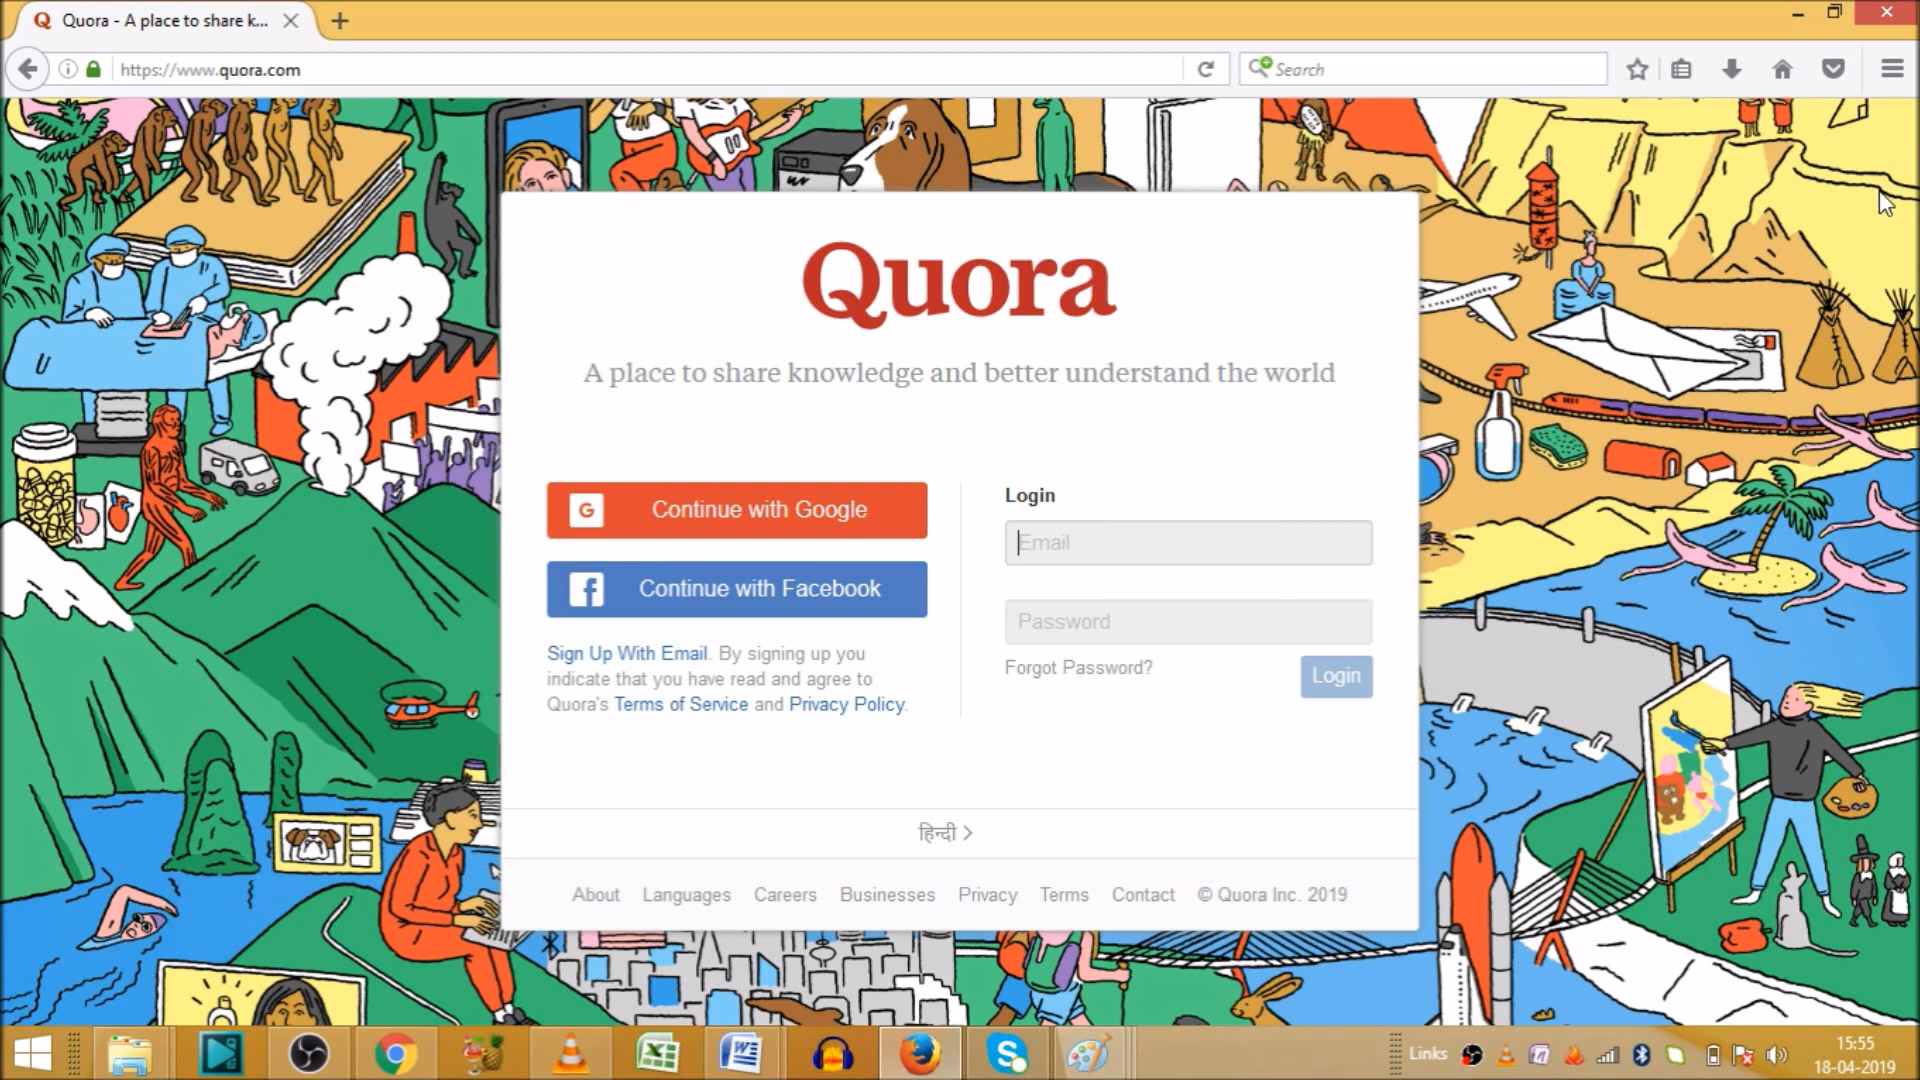 Quora - A place to share k...
https://www.quora.com
Search
Quora
A place to share knowledge and better understand the world
Continue with Google
Continue with Facebook
Sign Up With Email. By signing up you
indicate that you have read and agree to
Quora's Terms of Service and Privacy Policy.
Login
Email
Password
Forgot Password?
Login
हिन्दी >
About Languages Careers Businesses Privacy Terms Contact © Quora Inc. 2019
Links
15:55
18-04-2019